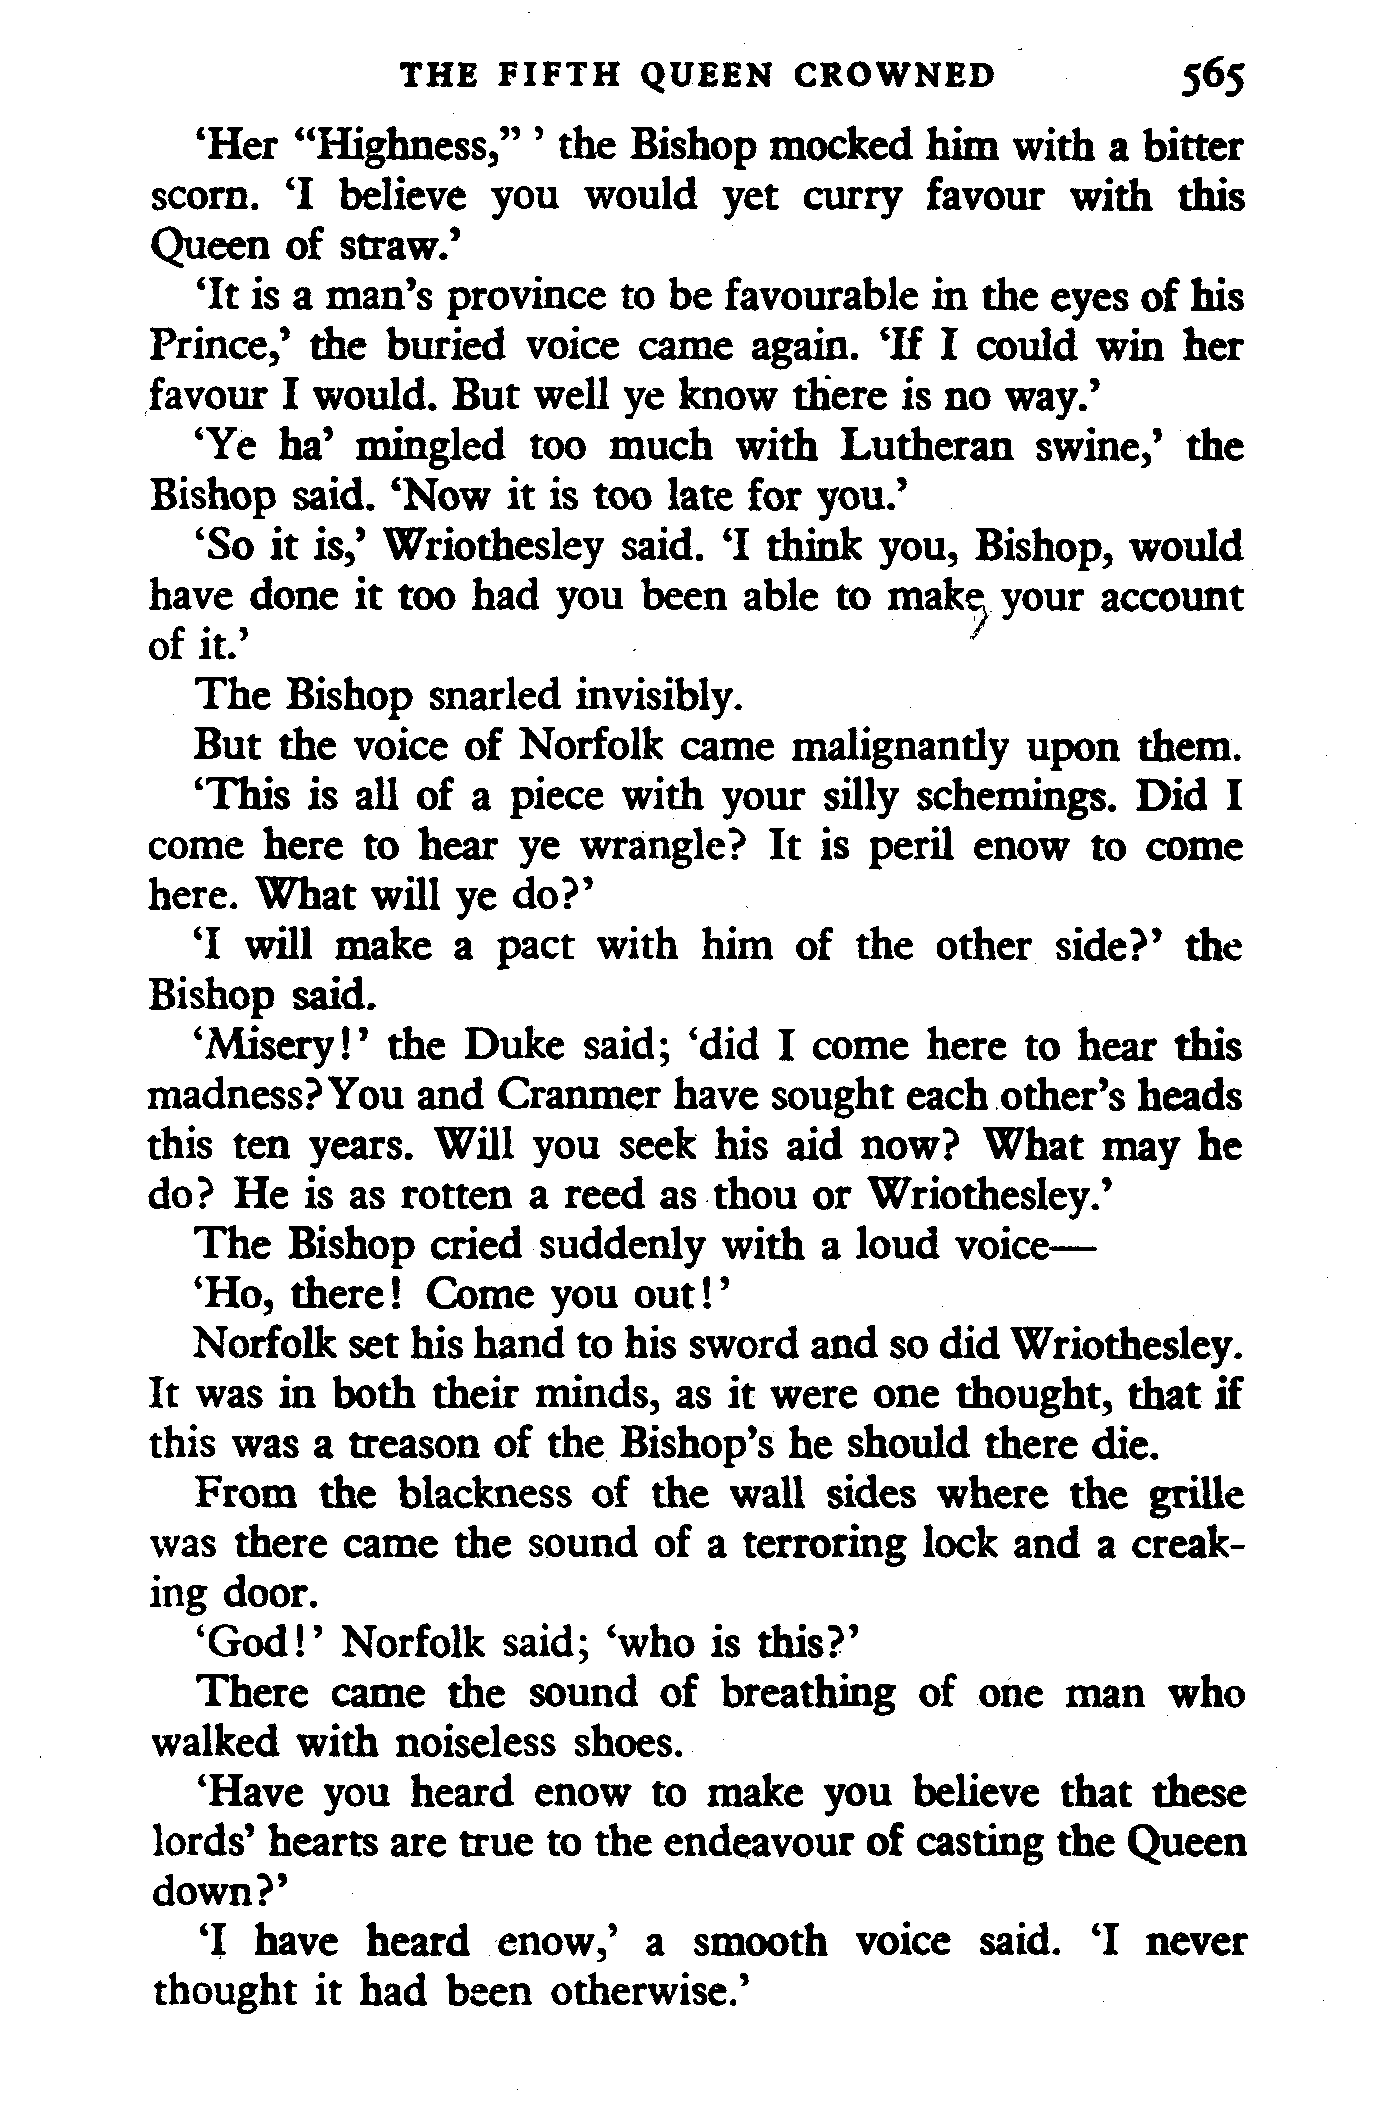 THE FIFTH QUEEN CROWNED 565
‘Her “Highness,” ’ the Bishop mocked him with a bitter
scorn. ‘I believe you would yet curry favour with this
Queen of straw.’
‘It is a man’s province to be favourable in the eyes of his
Prince,’ the buried voice came again. ‘If I could win her
favour I would. But well ye know there is no way.’
‘Ye ha’ mingled too much with Lutheran swine,’ the
Bishop said. ‘Now it is too late for you.’
‘So it is,’ Wriothesley said. ‘I think you, Bishop, would
have done it too had you been able to make your account
of it.’
The Bishop snarled invisibly.
But the voice of Norfolk came malignantly upon them.
‘This is all of a piece with your silly schemings. Did I
come here to hear ye wrangle? It is peril enow to come
here. What will ye do?’
‘I will make a pact with him of the other side?’ the
Bishop said.
‘Misery!’ the Duke said; ‘did I come here to hear this
madness? You and Cranmer have sought each other’s heads
this ten years. Will you seek his aid now? What may he
do? He is as rotten a reed as thou or Wriothesley.’
The Bishop cried suddenly with a loud voice—
‘Ho, there! Come you out!’
Norfolk set his hand to his sword and so did Wriothesley.
It was in both their minds, as it were one thought, that if
this was a treason of the Bishop’s he should there die.
From the blackness of the wall sides where the grille
was there came the sound of a terroring lock and a creak-
ing door.
‘God!’ Norfolk said; ‘who is this?’
There came the sound of breathing of one man who
walked with noiseless shoes.
‘Have you heard enow to make you believe that these
lords’ hearts are true to the endeavour of casting the Queen
down?’
‘I have heard enow,’ a smooth voice said. ‘I never
thought it had been otherwise.’